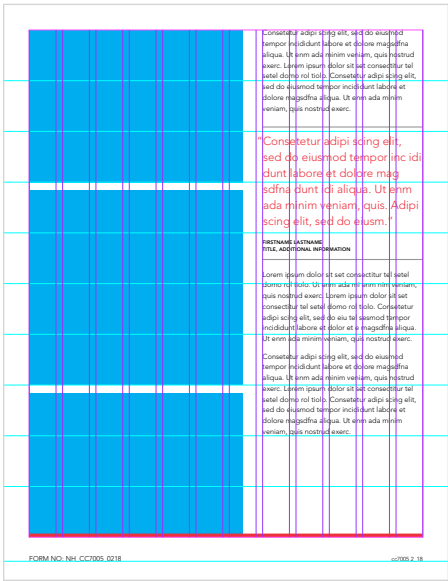 Consetetur adipi scing elit, sed do eiusmod
tempor incididunt labore et dolore magsdfna
aliqua. Ut enm ada minim veniam, quis nostrud
exerc. Lorem ipsum dolor sit set consectitur tel
setel domo rol tiolo. Consetetur adipi scing elit,
sed do eiusmod tempor incididunt labore et
dolore magsdfna aliqua. Ut enm ada minim
veniam, quis nostrud exerc.
“Consetetur adipi scing elit,
sed do eiusmod tempor inc idi
dunt labore et dolore mag
sdfna dunt idi aliqua. Ut enm
ada minim veniam, quis. Adipi
scing elit, sed do eiusm.”
FIRSTNAME LASTNAME
TITLE, ADDITIONAL INFORMATION
Lorem ipsum dolor sit set consectitur tel setel
domo rol tiolo. Ut enm ada mi enm nim veniam,
quis nostrud exerc. Lorem ipsum dolor sit set
consectitur tel setel domo rol tiolo. Consetetur
adipi scing elit, sed do eiu tel sasmod tempor
incididunt labore et dolor et e magsdfna aliqua.
Ut enm ada minim veniam, quis nostrud exerc.
Consetetur adipi scing elit, sed do eiusmod
tempor incididunt labore et dolore magsdfna
aliqua. Ut enm ada minim veniam, quis nostrud
exerc. Lorem ipsum dolor sit set consectitur tel
setel domo rol tiolo. Consetetur adipi scing elit,
sed do eiusmod tempor incididunt labore et
dolore magsdfna aliqua. Ut enm ada minim
veniam, quis nostrud exerc.
FORM NO: NH_CC7005_0218
cc7005 2_18